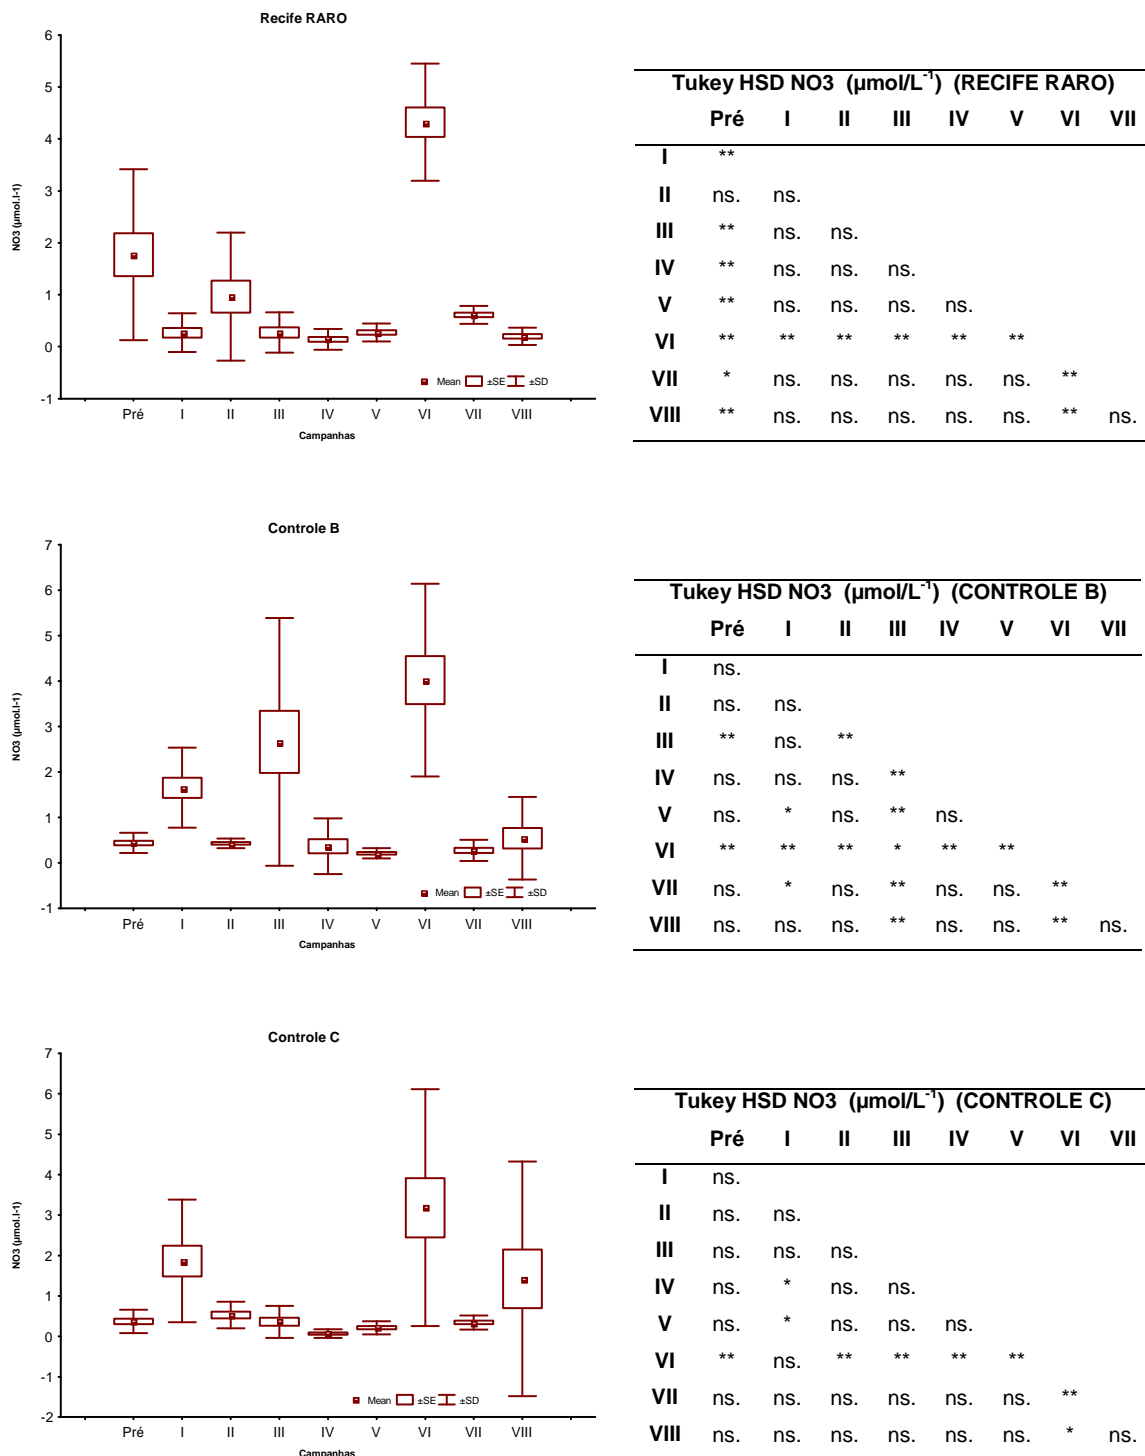 Recife RARO
6
5
4
3
2
1
0
-1
NO3 (µmol.l-1)
Mean ±SE ±SD
Pré I II III IV V VI VII VIII
Campanhas
Tukey HSD NO3 (µmol/L-1) (RECIFE RARO)
Pré I II III IV V VI VII
I **
II ns. ns.
III ** ns. ns.
IV ** ns. ns. ns.
V ** ns. ns. ns. ns.
VI ** ** ** ** ** **
VII * ns. ns. ns. ns. ns. **
VIII ** ns. ns. ns. ns. ns. ** ns.
Controle B
7
6
5
4
3
2
1
0
-1
NO3 (µmol.l-1)
Mean ±SE ±SD
Pré I II III IV V VI VII VIII
Campanhas
Tukey HSD NO3 (µmol/L-1) (CONTROLE B)
Pré I II III IV V VI VII
I ns.
II ns. ns.
III ** ns. **
IV ns. ns. ns. **
V ns. * ns. ** ns.
VI ** ** ** * ** **
VII ns. * ns. ** ns. ns. **
VIII ns. ns. ns. ** ns. ns. ** ns.
Controle C
7
6
5
4
3
2
1
0
-1
-2
NO3 (µmol.l-1)
Mean ±SE ±SD
Pré I II III IV V VI VII VIII
Campanhas
Tukey HSD NO3 (µmol/L-1) (CONTROLE C)
Pré I II III IV V VI VII
I ns.
II ns. ns.
III ns. ns. ns.
IV ns. * ns. ns.
V ns. * ns. ns. ns.
VI ** ns. ** ** ** **
VII ns. ns. ns. ns. ns. ns. **
VIII ns. ns. ns. ns. ns. ns. * ns.